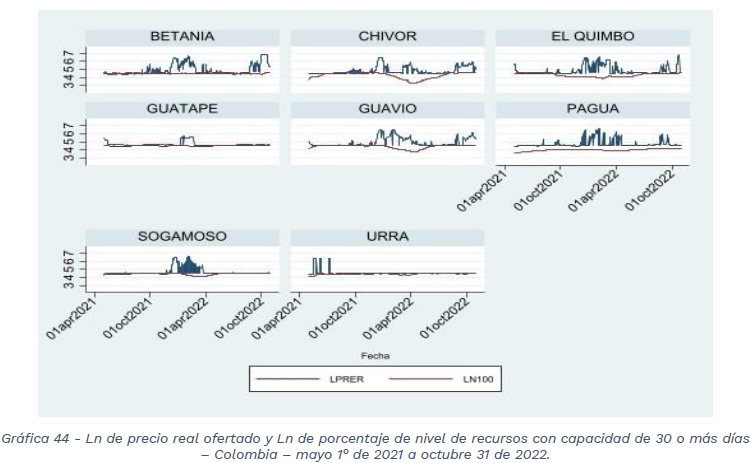 BETANIA
CHIVOR
EL QUIMBO
34567
GUATAPE
GUAVIO
PAGUA
34567
01apr2021
01oct2021
01apr2022
01oct2022
SOGAMOSO
URRA
34567
01apr2021
01oct2021
01apr2022
01oct2022
01apr2021
01oct2021
01apr2022
01oct2022
Fecha
LPRER
LN100
Gráfica 44 - Ln de precio real ofertado y Ln de porcentaje de nivel de recursos con capacidad de 30 o más días
– Colombia – mayo 1° de 2021 a octubre 31 de 2022.